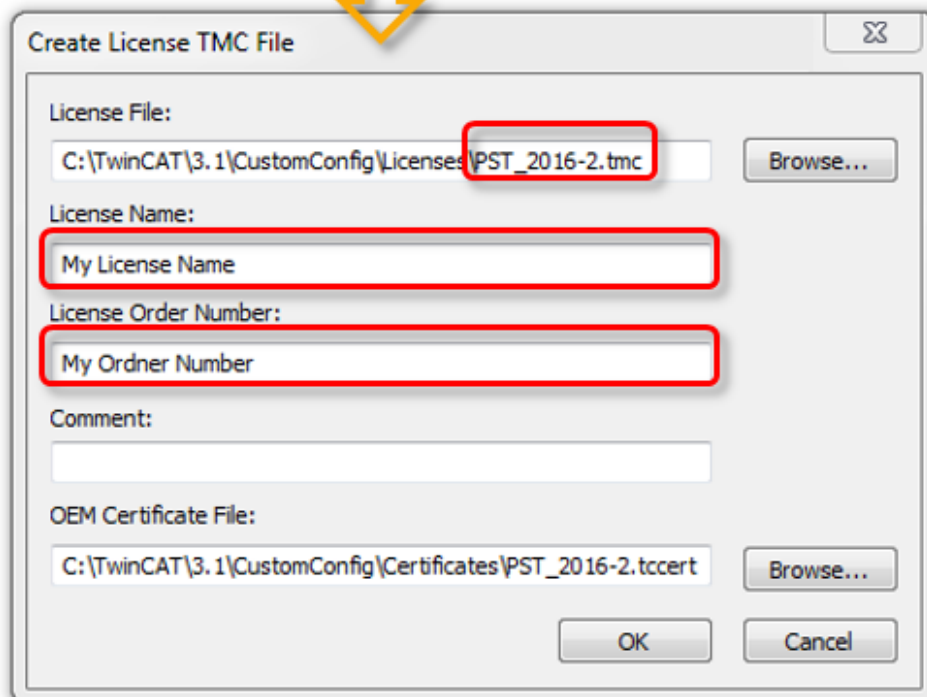 Create License TMC File
License File:
C:\TwinCAT\3.1\CustomConfig\Licenses\PST_2016-2.tmc
Browse...
License Name:
My License Name
License Order Number:
My Ordner Number
Comment:
OEM Certificate File:
C:\TwinCAT\3.1\CustomConfig\Certificates\PST_2016-2.tccert
Browse...
OK
Cancel